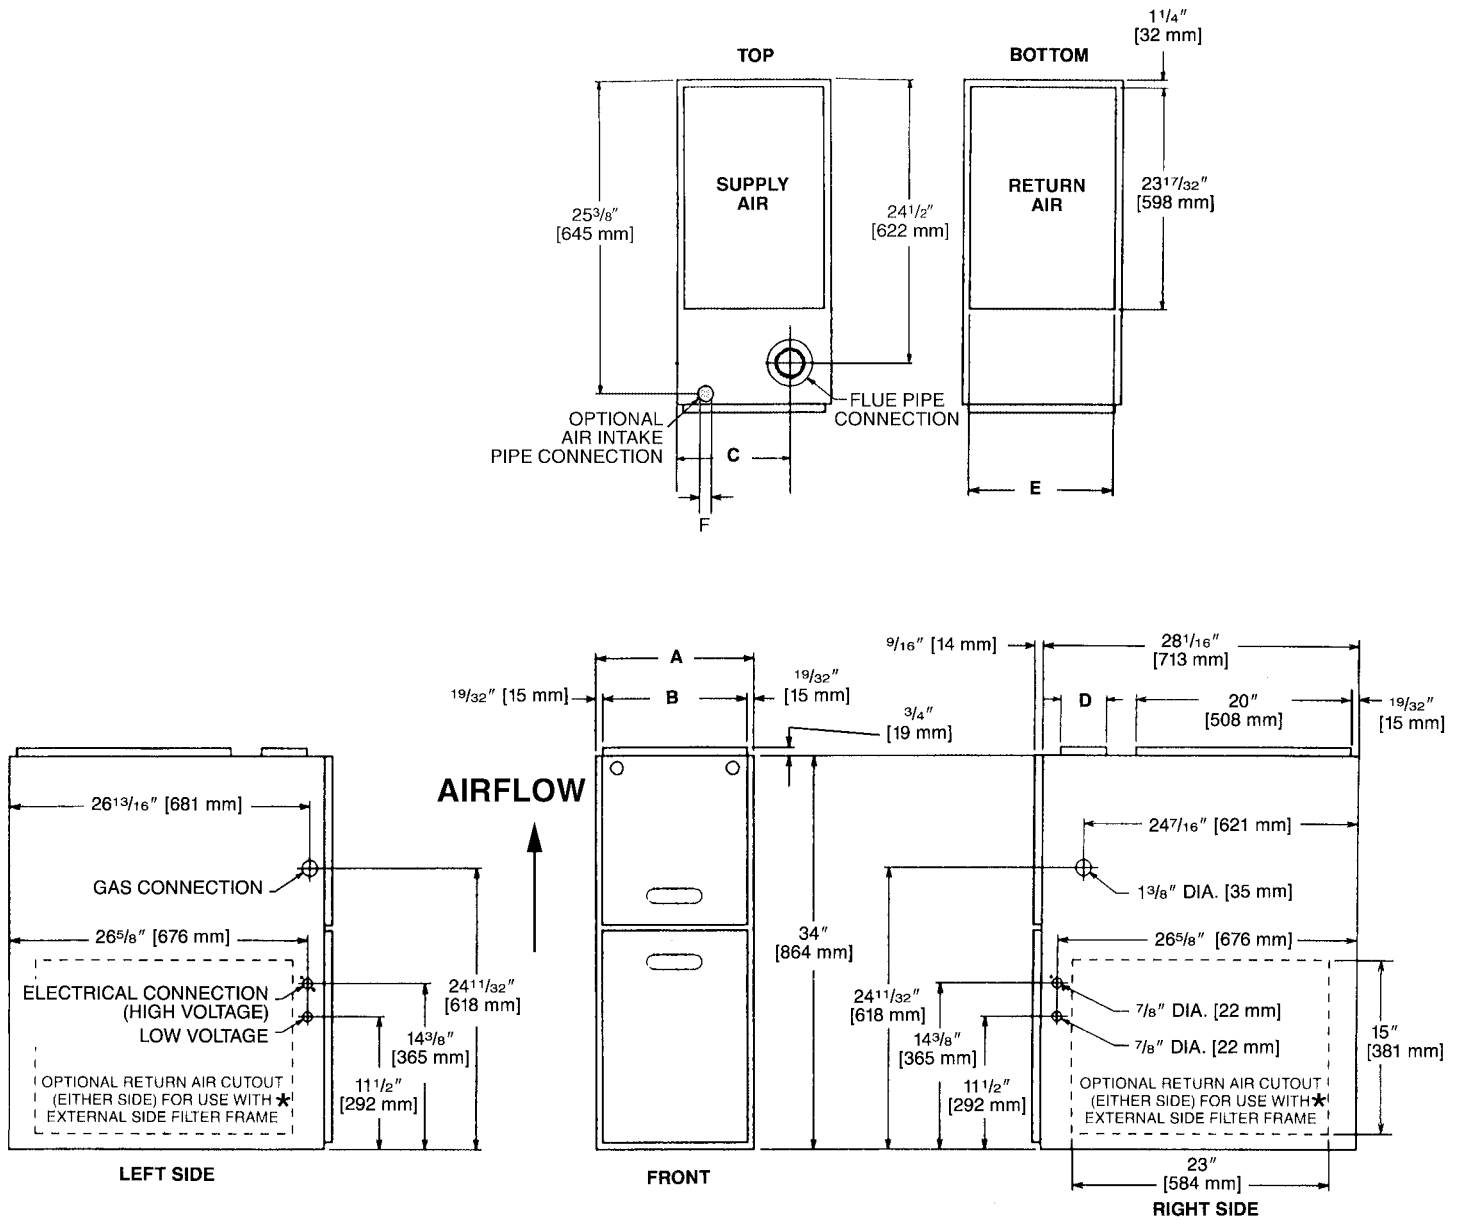 1 1/4"
[32 mm]
TOP
BOTTOM
SUPPLY
AIR
RETURN
AIR
25 3/8"
[645 mm]
24 1/2"
[622 mm]
23 17/32"
[598 mm]
OPTIONAL
AIR INTAKE
PIPE CONNECTION
FLUE PIPE
CONNECTION
C
E
F
A
B
19/32" [15 mm]
19/32"
[15 mm]
3/4"
[19 mm]
9/16" [14 mm]
28 1/16"
[713 mm]
D
20"
[508 mm]
19/32"
[15 mm]
AIRFLOW
26 13/16" [681 mm]
GAS CONNECTION
26 5/8" [676 mm]
ELECTRICAL CONNECTION
(HIGH VOLTAGE)
LOW VOLTAGE
OPTIONAL RETURN AIR CUTOUT
(EITHER SIDE) FOR USE WITH *
EXTERNAL SIDE FILTER FRAME
24 11/32"
[618 mm]
14 3/8"
[365 mm]
11 1/2"
[292 mm]
LEFT SIDE
34"
[864 mm]
FRONT
24 11/32"
[618 mm]
14 3/8"
[365 mm]
11 1/2"
[292 mm]
24 7/16" [621 mm]
1 3/8" DIA. [35 mm]
26 5/8" [676 mm]
7/8" DIA. [22 mm]
7/8" DIA. [22 mm]
OPTIONAL RETURN AIR CUTOUT
(EITHER SIDE) FOR USE WITH *
EXTERNAL SIDE FILTER FRAME
15"
[381 mm]
23"
[584 mm]
RIGHT SIDE